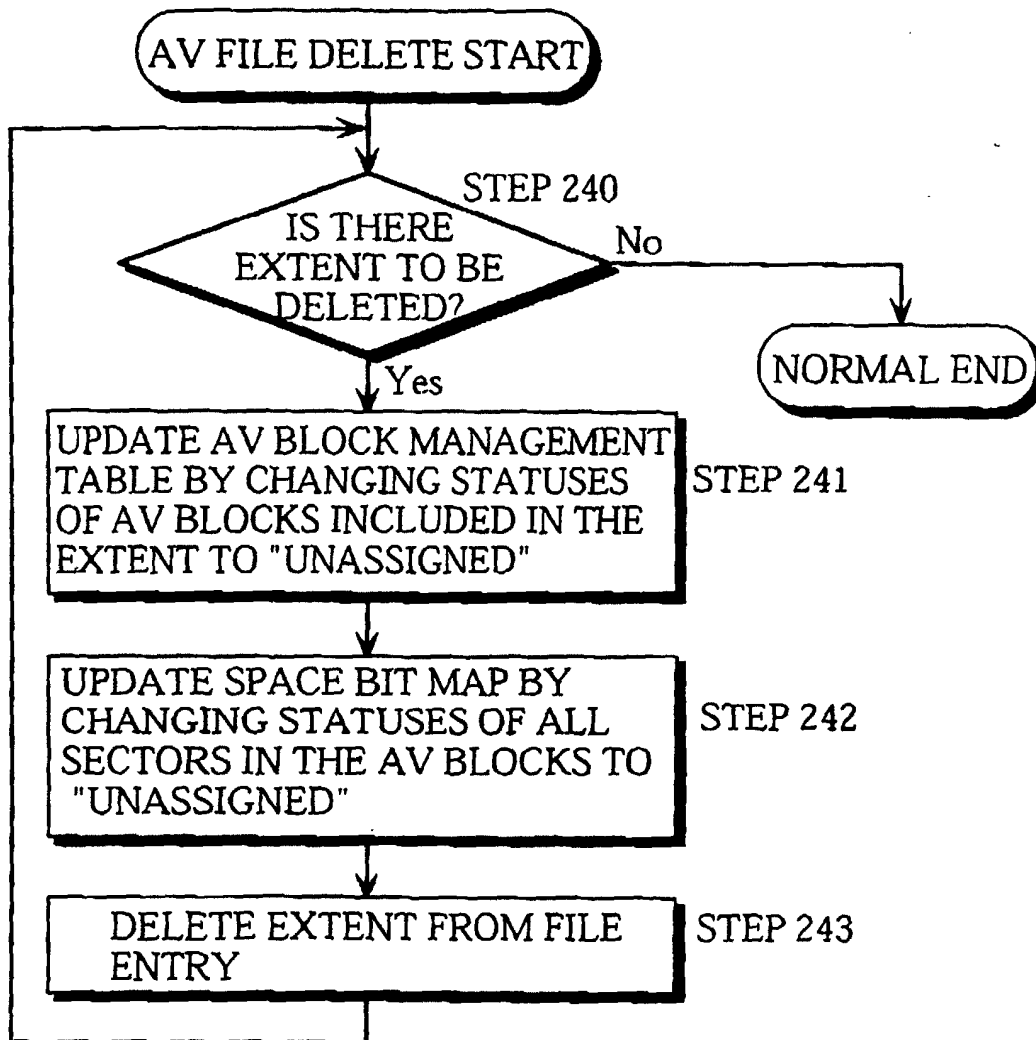 AV FILE DELETE START
STEP 240
IS THERE
EXTENT TO BE
DELETED?
No
NORMAL END
Yes
UPDATE AV BLOCK MANAGEMENT
TABLE BY CHANGING STATUSES
OF AV BLOCKS INCLUDED IN THE
EXTENT TO "UNASSIGNED"
STEP 241
UPDATE SPACE BIT MAP BY
CHANGING STATUSES OF ALL
SECTORS IN THE AV BLOCKS TO
"UNASSIGNED"
STEP 242
DELETE EXTENT FROM FILE
ENTRY
STEP 243